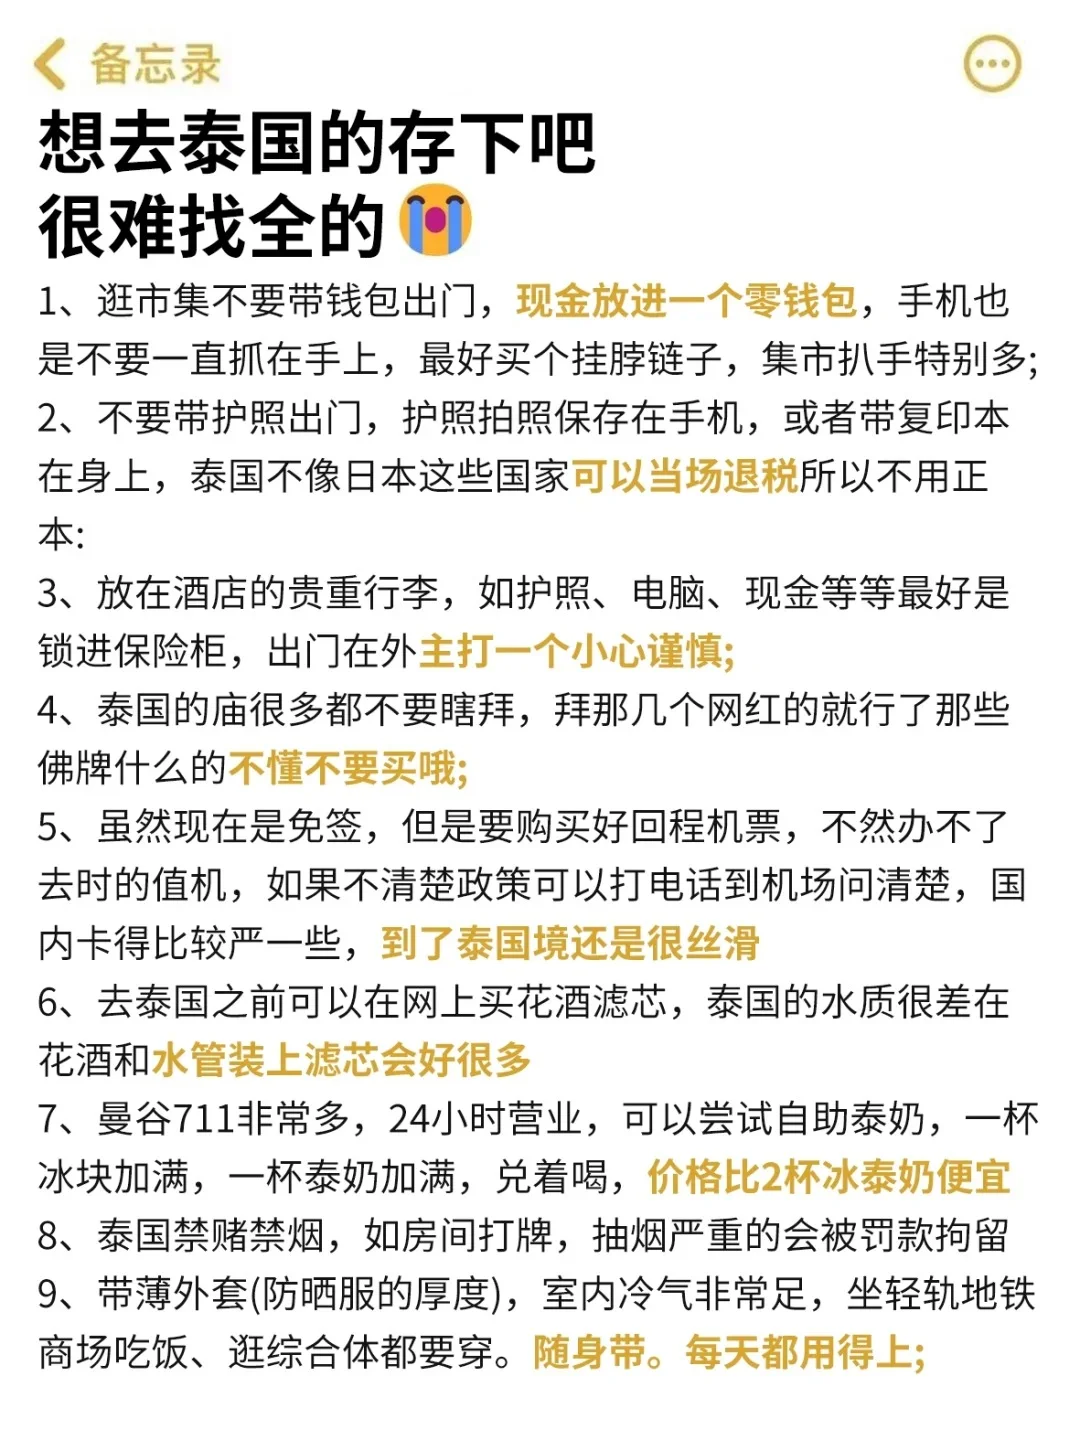 备忘录
想去泰国的存下吧
很难找全的
1、逛市集不要带钱包出门，现金放进一个零钱包，手机也
是不要一直抓在手上，最好买个挂脖链子，集市扒手特别多;
2、不要带护照出门，护照拍照保存在手机，或者带复印本
在身上，泰国不像日本这些国家可以当场退税所以不用正
本:
3、放在酒店的贵重行李，如护照、电脑、现金等等最好是
锁进保险柜，出门在外主打一个小心谨慎;
4、泰国的庙很多都不要瞎拜，拜那几个网红的就行了那些
佛牌什么的不懂不要买哦;
5、虽然现在是免签，但是要购买好回程机票，不然办不了
去时的值机，如果不清楚政策可以打电话到机场问清楚，国
内卡得比较严一些，到了泰国境还是很丝滑
6、去泰国之前可以在网上买花酒滤芯，泰国的水质很差在
花酒和水管装上滤芯会好很多
7、曼谷711非常多，24小时营业，可以尝试自助泰奶，一杯
冰块加满，一杯泰奶加满，兑着喝，价格比2杯冰泰奶便宜
8、泰国禁赌禁烟，如房间打牌，抽烟严重的会被罚款拘留
9、带薄外套(防晒服的厚度)，室内冷气非常足，坐轻轨地铁
商场吃饭、逛综合体都要穿。随身带。每天都用得上;